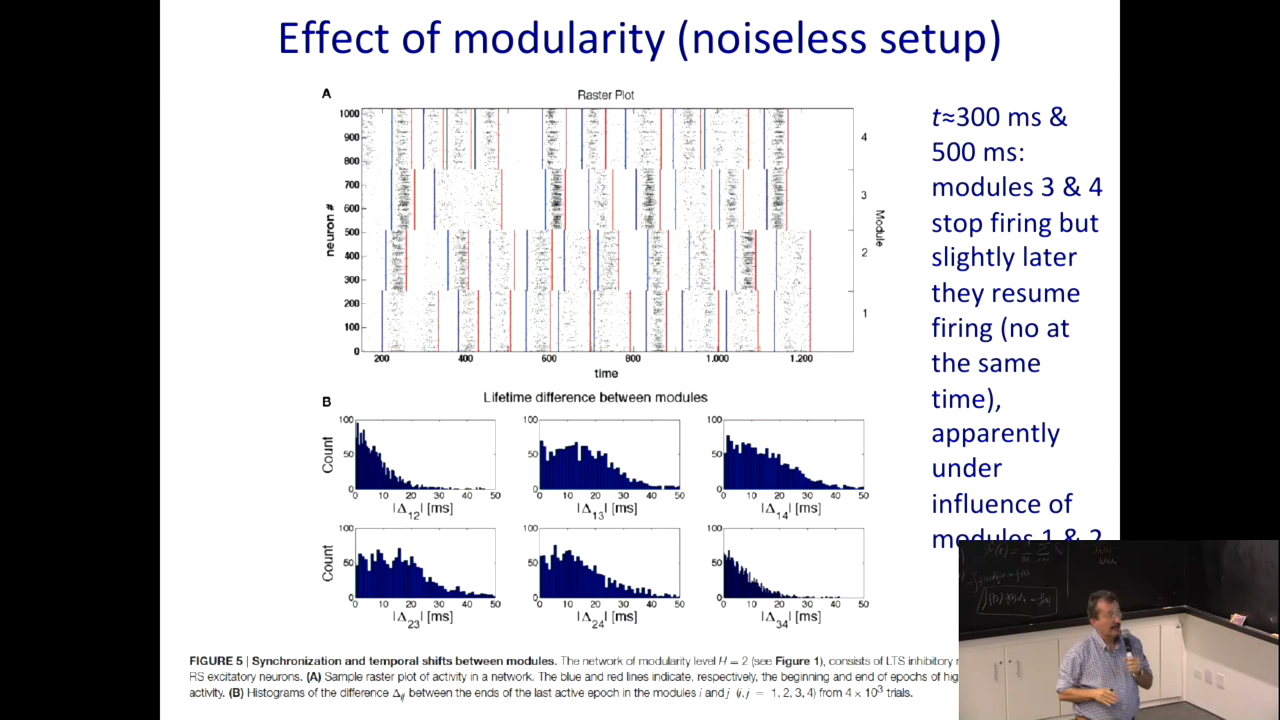 Effect of modularity (noiseless setup)
A
Raster Plot
1000
900
800
700
600
500
400
300
200
100
0
neuron #
4
3
2
1
Module
200 400 600 800 1.000 1.200
time
t≈300 ms &
500 ms:
modules 3 & 4
stop firing but
slightly later
they resume
firing (no at
the same
time),
apparently
under
influence of
modules 1 & 2
B
Lifetime difference between modules
100
50
0
Count
0 10 20 30 40 50
|Δ12| [ms]
100
50
0
0 10 20 30 40 50
|Δ13| [ms]
100
50
0
0 10 20 30 40 50
|Δ14| [ms]
100
50
0
Count
0 10 20 30 40 50
|Δ23| [ms]
100
50
0
0 10 20 30 40 50
|Δ24| [ms]
100
50
0
0 10 20 30 40 50
|Δ34| [ms]
FIGURE 5 | Synchronization and temporal shifts between modules. The network of modularity level H = 2 (see Figure 1), consists of LTS inhibitory
RS excitatory neurons. (A) Sample raster plot of activity in a network. The blue and red lines indicate, respectively, the beginning and end of epochs of
activity. (B) Histograms of the difference Δij between the ends of the last active epoch in the modules i and j (i, j = 1, 2, 3, 4) from 4 × 10³ trials.